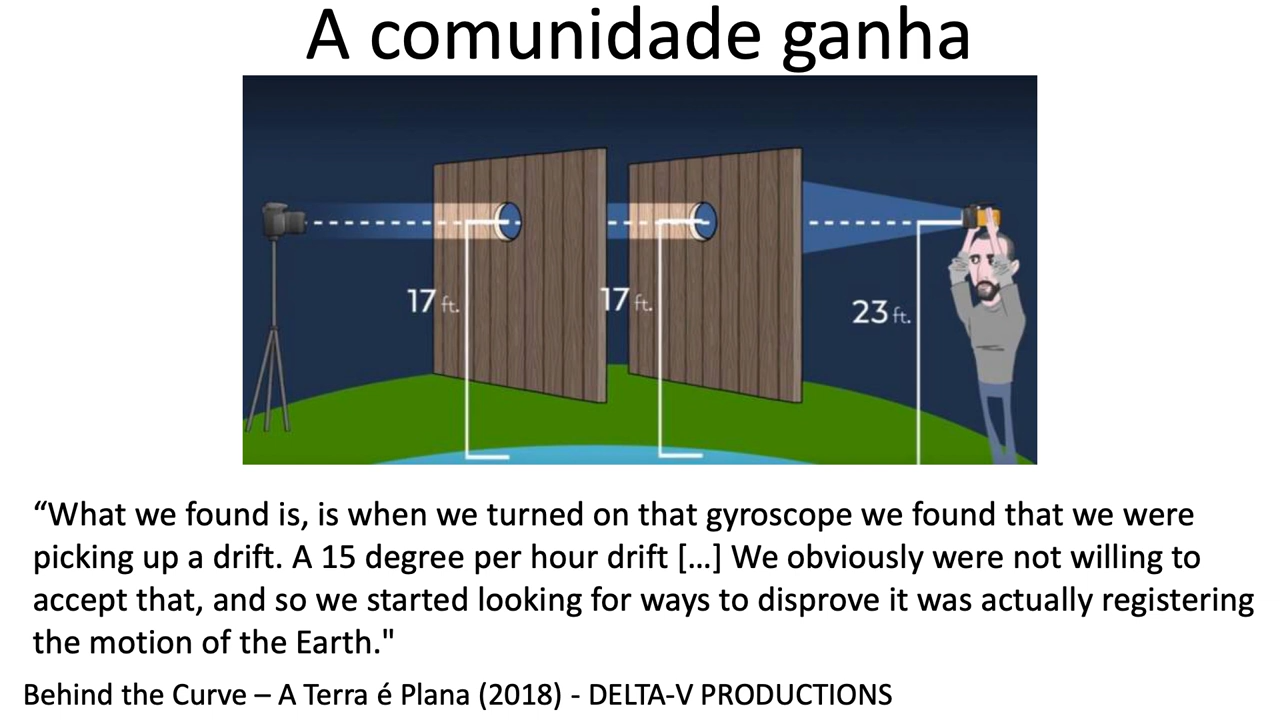 A comunidade ganha
17 ft.
17 ft.
23 ft.
“What we found is, is when we turned on that gyroscope we found that we were
picking up a drift. A 15 degree per hour drift [...] We obviously were not willing to
accept that, and so we started looking for ways to disprove it was actually registering
the motion of the Earth."
Behind the Curve – A Terra é Plana (2018) - DELTA-V PRODUCTIONS